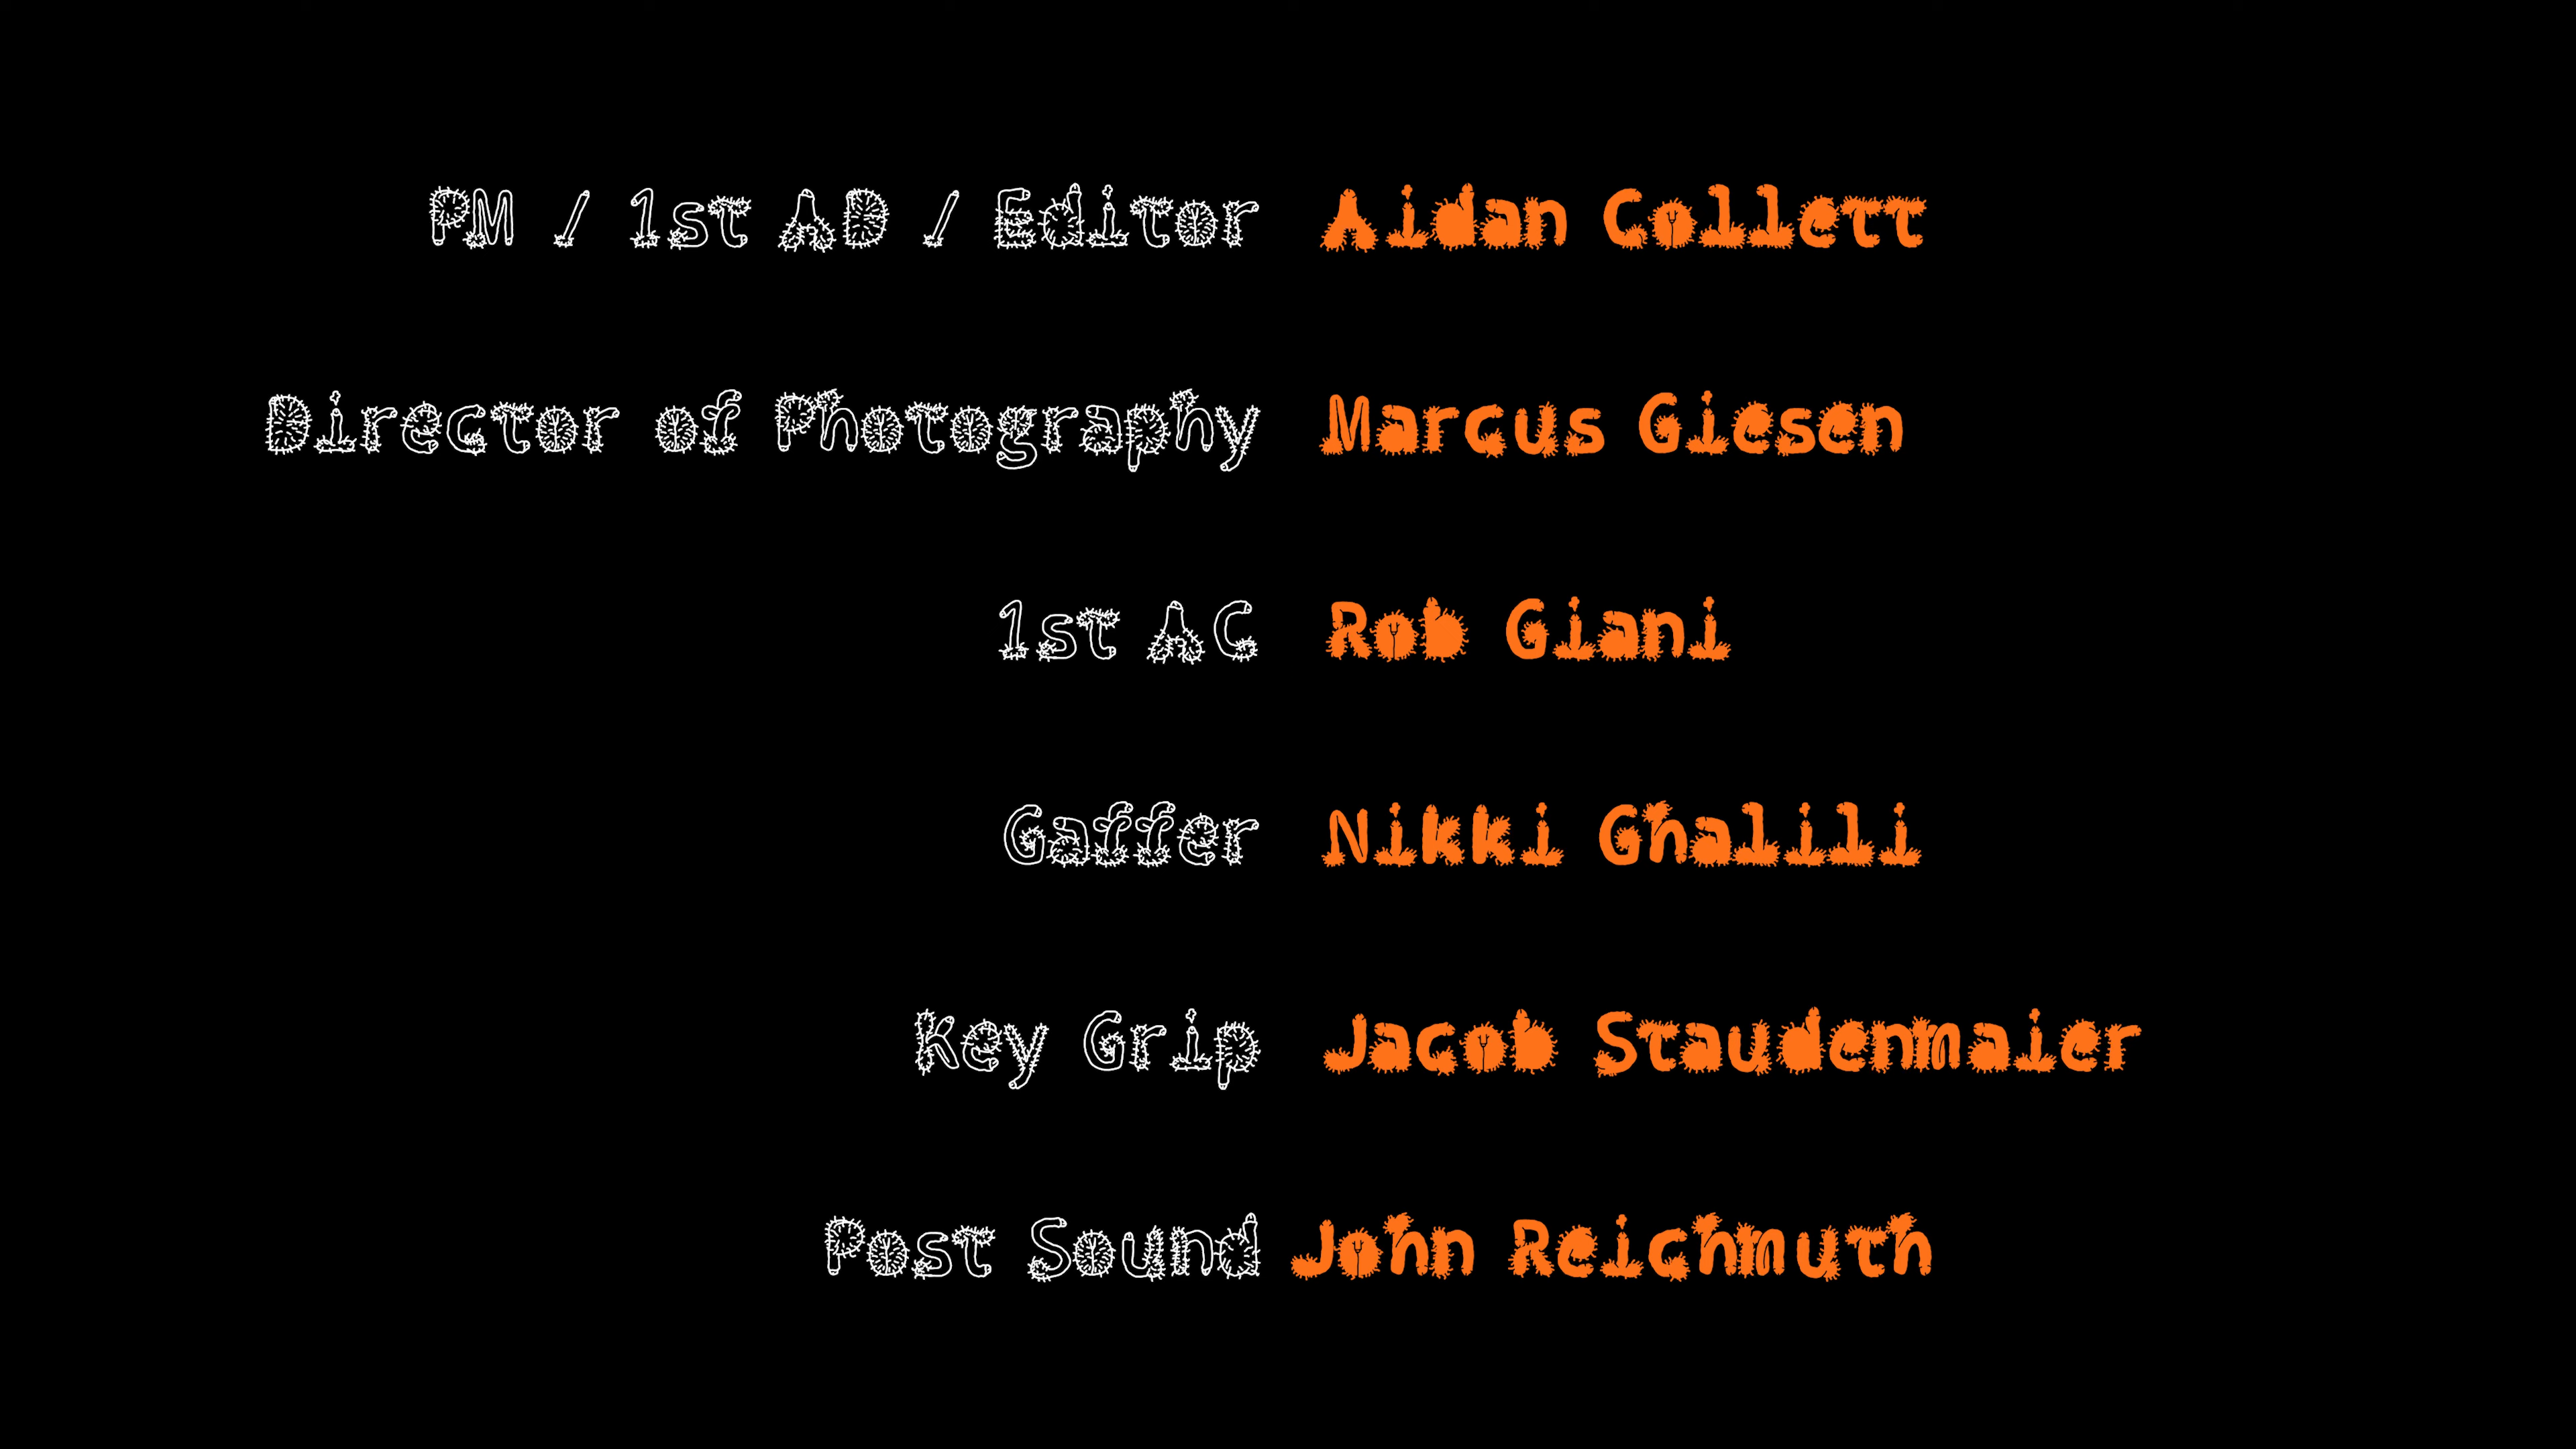 PM / 1st AD / Editor Aidan Collett
Director of Photography Marcus Giesen
1st AC Rob Giani
Gaffer Nikki Ghalili
Key Grip Jacob Staudenmaier
Post Sound John Reichmuth